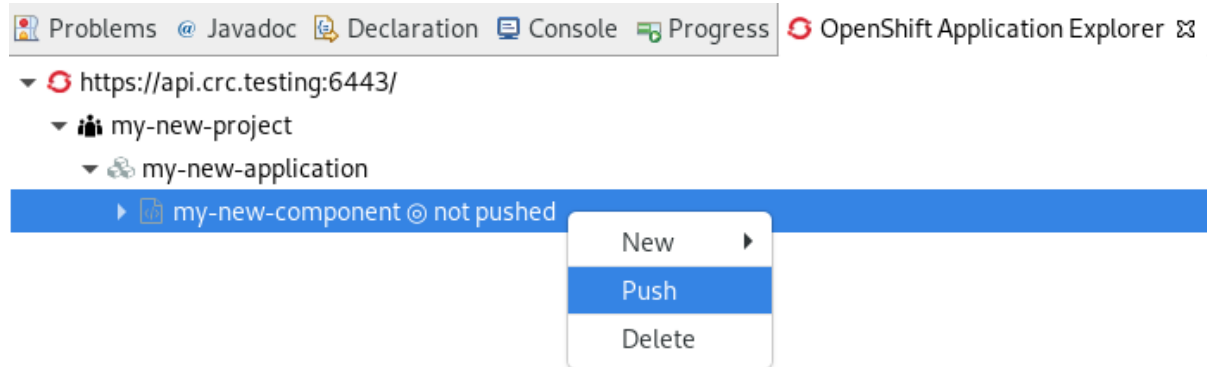 Problems @ Javadoc Declaration Console Progress OpenShift Application Explorer
https://api.crc.testing:6443/
my-new-project
my-new-application
my-new-component ◎ not pushed
New
Push
Delete